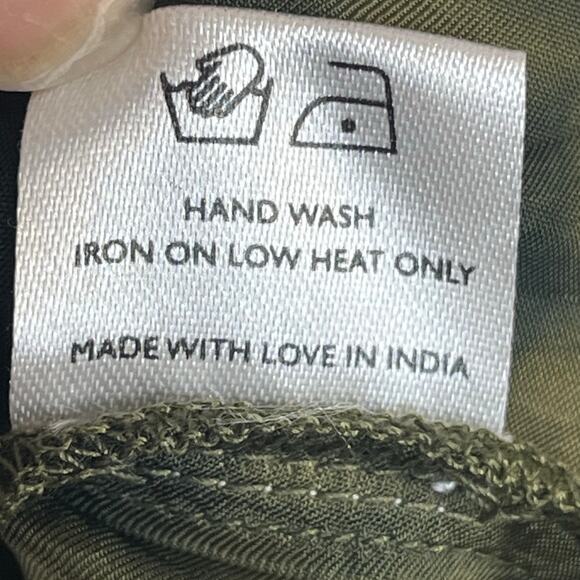 HAND WASH
IRON ON LOW HEAT ONLY
MADE WITH LOVE IN INDIA